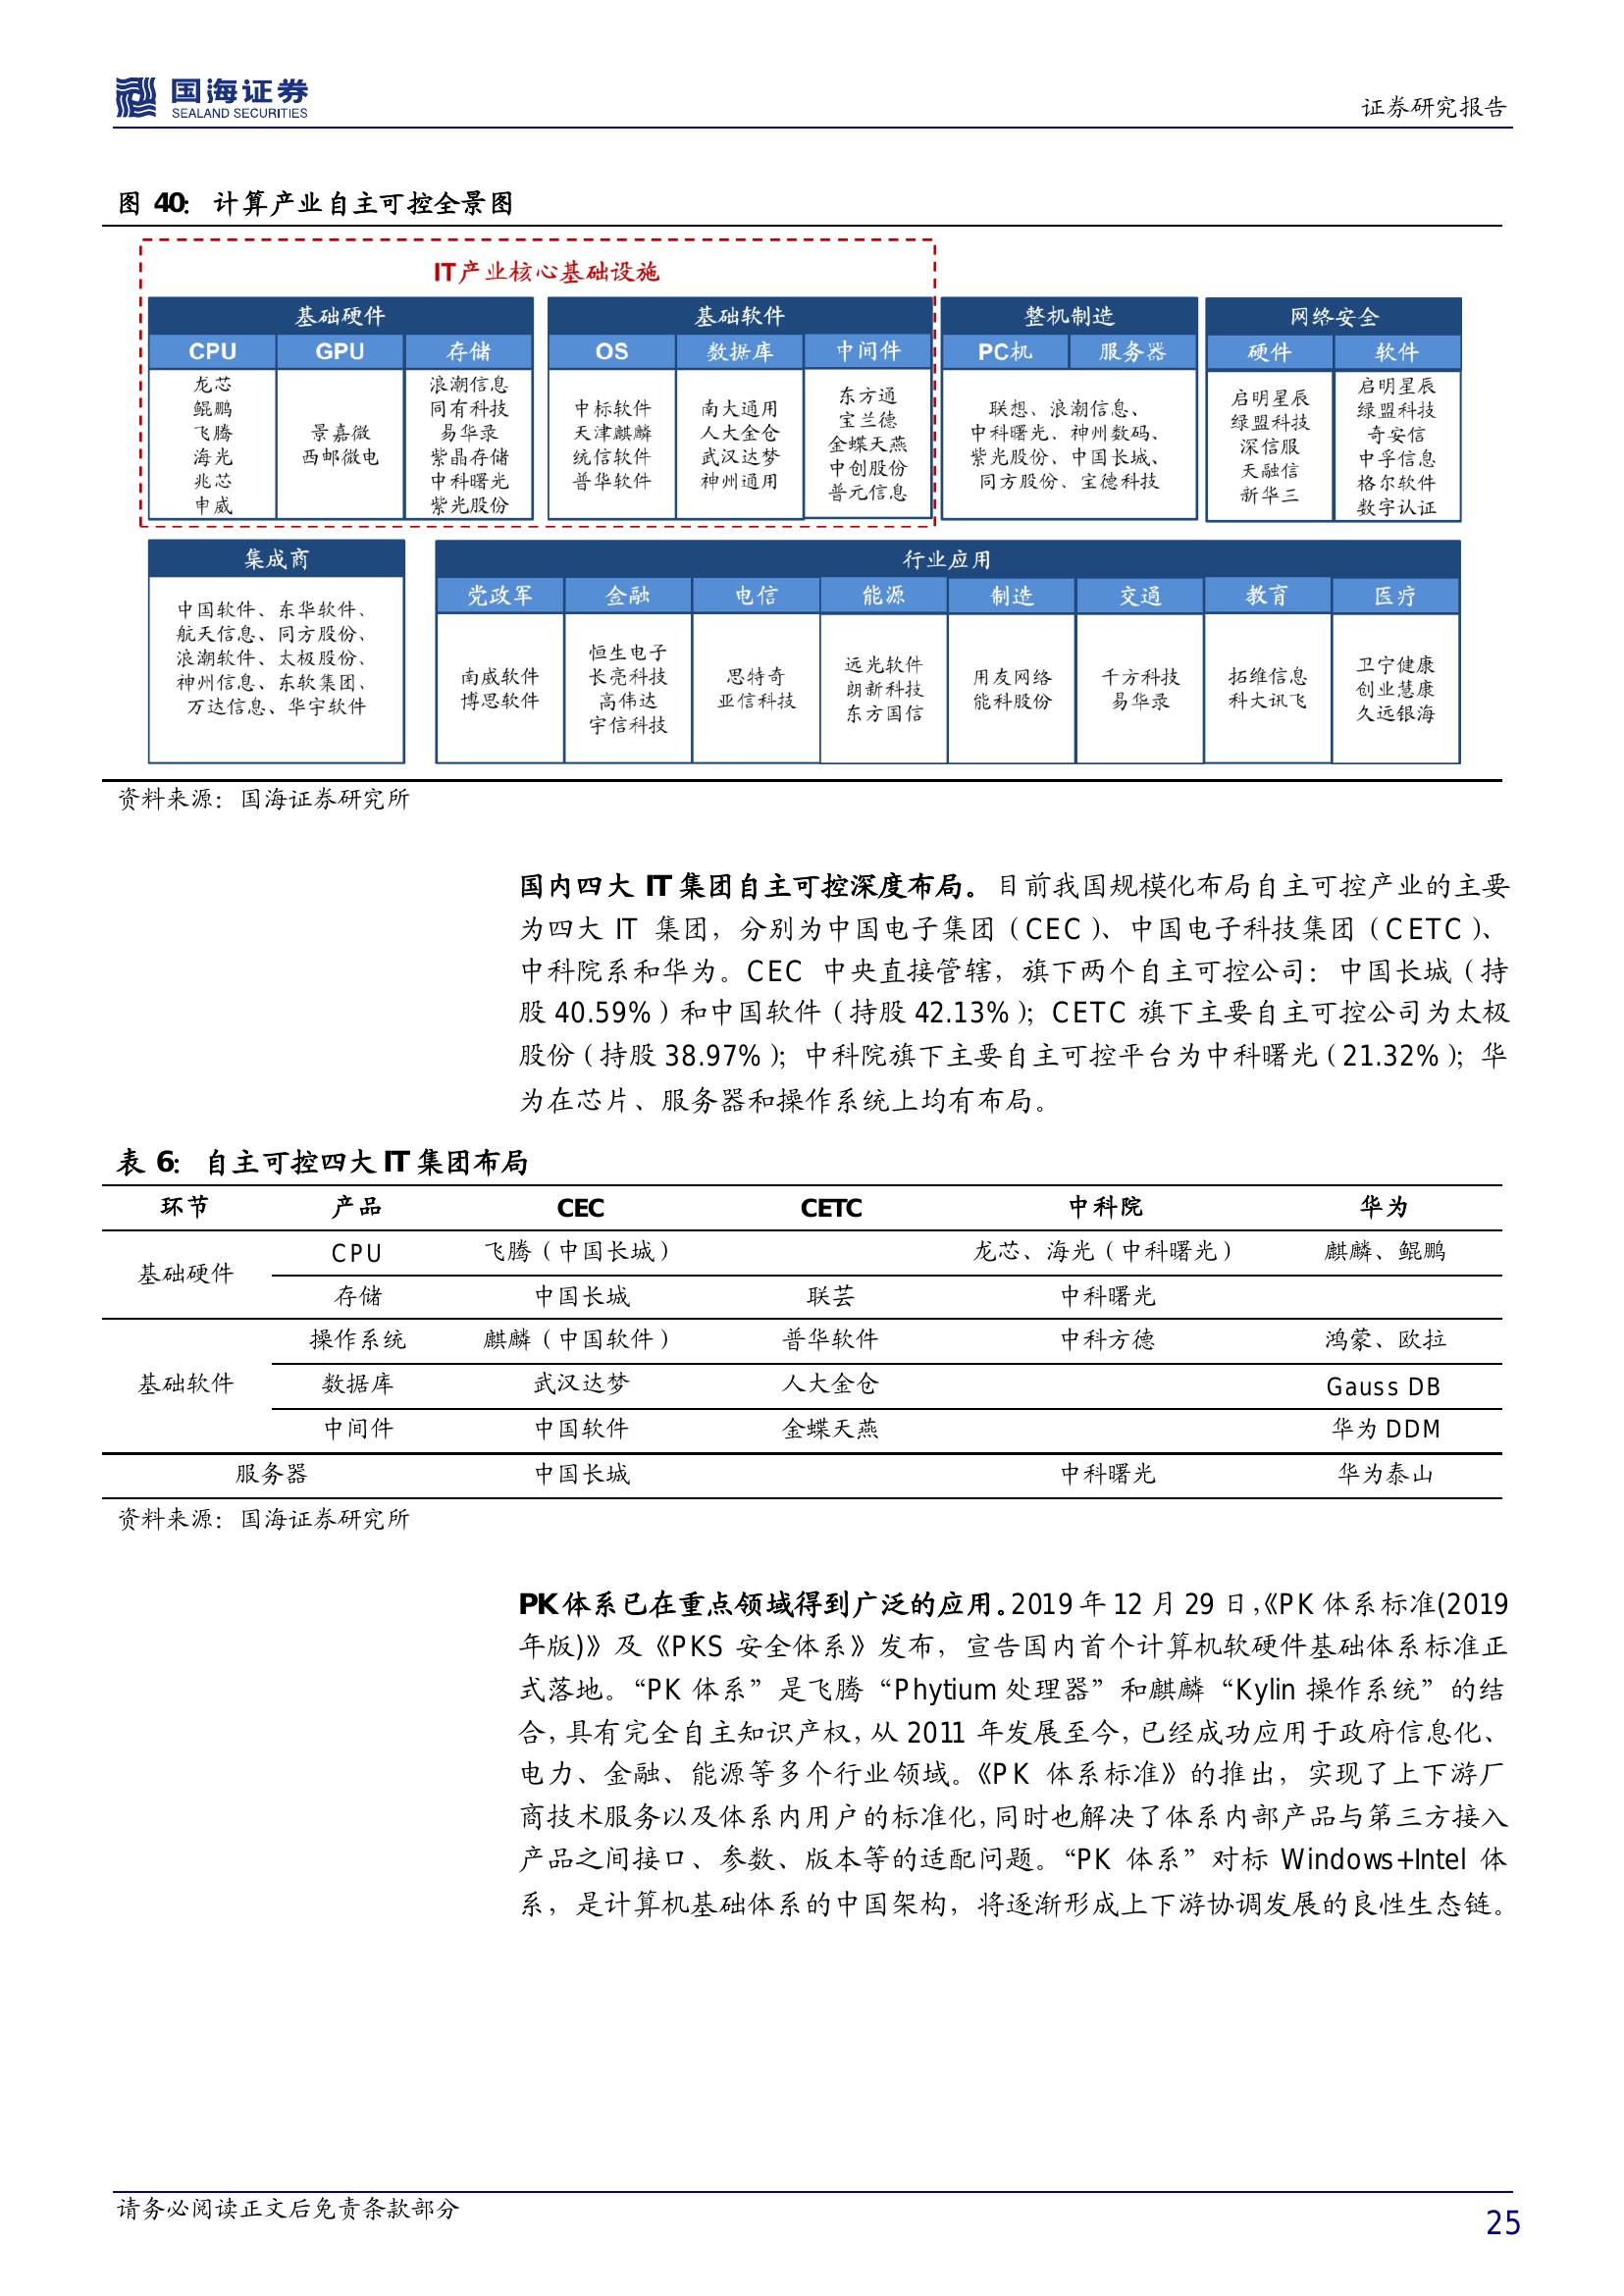 国海证券
SEALAND SECURITIES
证券研究报告
图 40：计算产业自主可控全景图
IT产业核心基础设施
基础硬件 基础软件 整机制造 网络安全
CPU GPU 存储 OS 数据库 中间件 PC机 服务器 硬件 软件
龙芯
鲲鹏
飞腾
海光
兆芯
申威
景嘉微
西邮微电
浪潮信息
同有科技
易华录
紫晶存储
中科曙光
紫光股份
中标软件
天津麒麟
统信软件
普华软件
南大通用
人大金仓
武汉达梦
神州通用
东方通
宝兰德
金蝶天燕
中创股份
普元信息
联想、浪潮信息、
中科曙光、神州数码、
紫光股份、中国长城、
同方股份、宝德科技
启明星辰
绿盟科技
深信服
天融信
新华三
启明星辰
绿盟科技
奇安信
中孚信息
格尔软件
数字认证
集成商
中国软件、东华软件、
航天信息、同方股份、
浪潮软件、太极股份、
神州信息、东软集团、
万达信息、华宇软件
行业应用
党政军 金融 电信 能源 制造 交通 教育 医疗
南威软件
博思软件
恒生电子
长亮科技
高伟达
宇信科技
思特奇
亚信科技
远光软件
朗新科技
东方国信
用友网络
能科股份
千方科技
易华录
拓维信息
科大讯飞
卫宁健康
创业慧康
久远银海
资料来源：国海证券研究所
国内四大 IT 集团自主可控深度布局。目前我国规模化布局自主可控产业的主要
为四大 IT 集团，分别为中国电子集团（CEC）、中国电子科技集团（CETC）、
中科院系和华为。CEC 中央直接管辖，旗下两个自主可控公司：中国长城（持
股 40.59%）和中国软件（持股 42.13%）；CETC 旗下主要自主可控公司为太极
股份（持股 38.97%）；中科院旗下主要自主可控平台为中科曙光（21.32%）；华
为在芯片、服务器和操作系统上均有布局。
表 6：自主可控四大 IT 集团布局
环节 产品 CEC CETC 中科院 华为
基础硬件 CPU 飞腾（中国长城） 龙芯、海光（中科曙光） 麒麟、鲲鹏
存储 中国长城 联芸 中科曙光
基础软件 操作系统 麒麟（中国软件） 普华软件 中科方德 鸿蒙、欧拉
数据库 武汉达梦 人大金仓 Gauss DB
中间件 中国软件 金蝶天燕 华为 DDM
服务器 中国长城 中科曙光 华为泰山
资料来源：国海证券研究所
PK 体系已在重点领域得到广泛的应用。2019 年 12 月 29 日，《PK 体系标准(2019
年版)》及《PKS 安全体系》发布，宣告国内首个计算机软硬件基础体系标准正
式落地。“PK 体系”是飞腾“Phytium 处理器”和麒麟“Kylin 操作系统”的结
合，具有完全自主知识产权，从 2011 年发展至今，已经成功应用于政府信息化、
电力、金融、能源等多个行业领域。《PK 体系标准》的推出，实现了上下游厂
商技术服务以及体系内用户的标准化，同时也解决了体系内部产品与第三方接入
产品之间接口、参数、版本等的适配问题。“PK 体系”对标 Windows+Intel 体
系，是计算机基础体系的中国架构，将逐渐形成上下游协调发展的良性生态链。
请务必阅读正文后免责条款部分
25